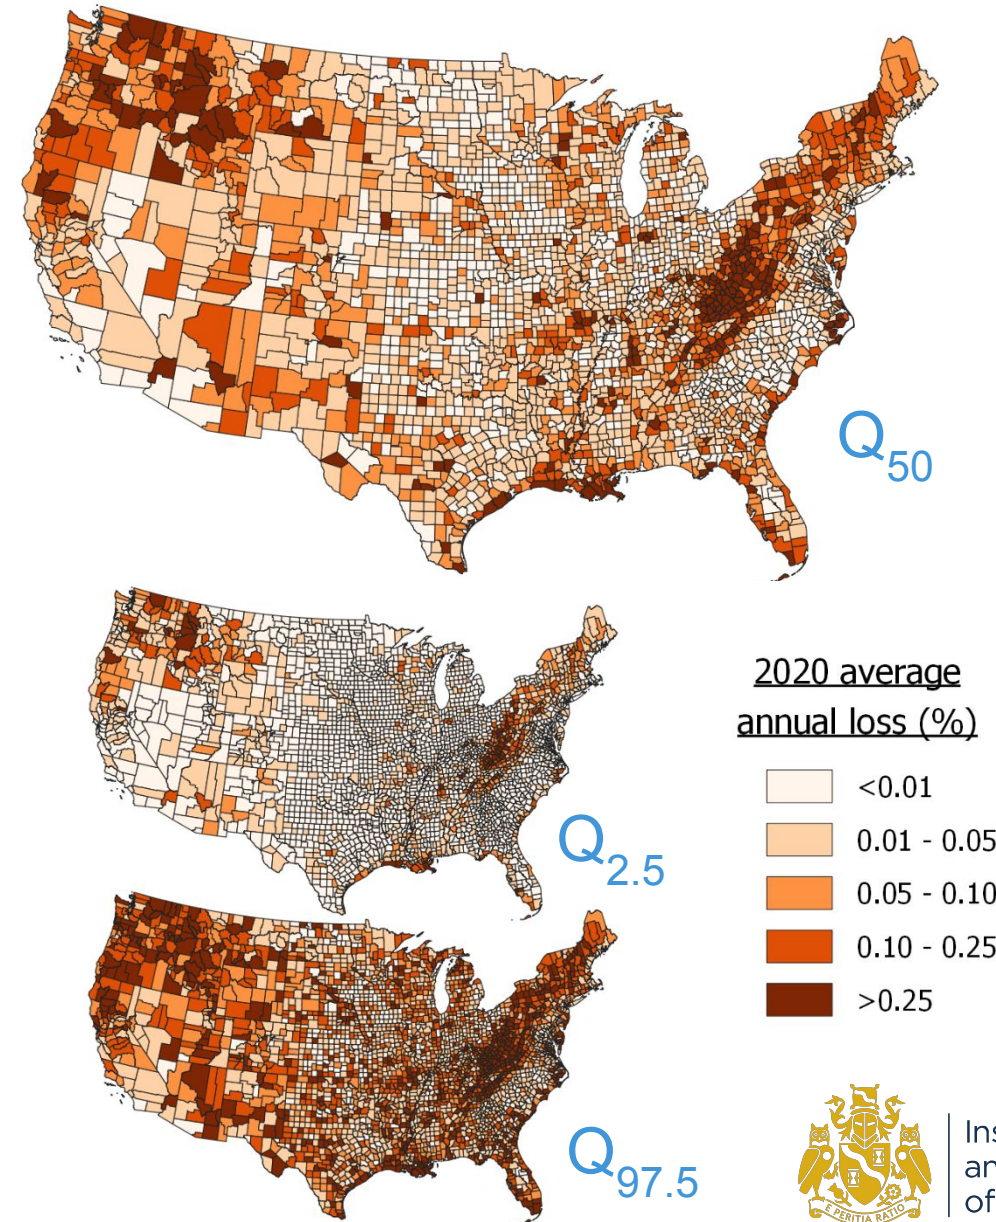 Q50
Q2.5
2020 average
annual loss (%)
<0.01
0.01 - 0.05
0.05 - 0.10
0.10 - 0.25
>0.25
Q97.5
Ins
an
of
E PERITIA RATIO